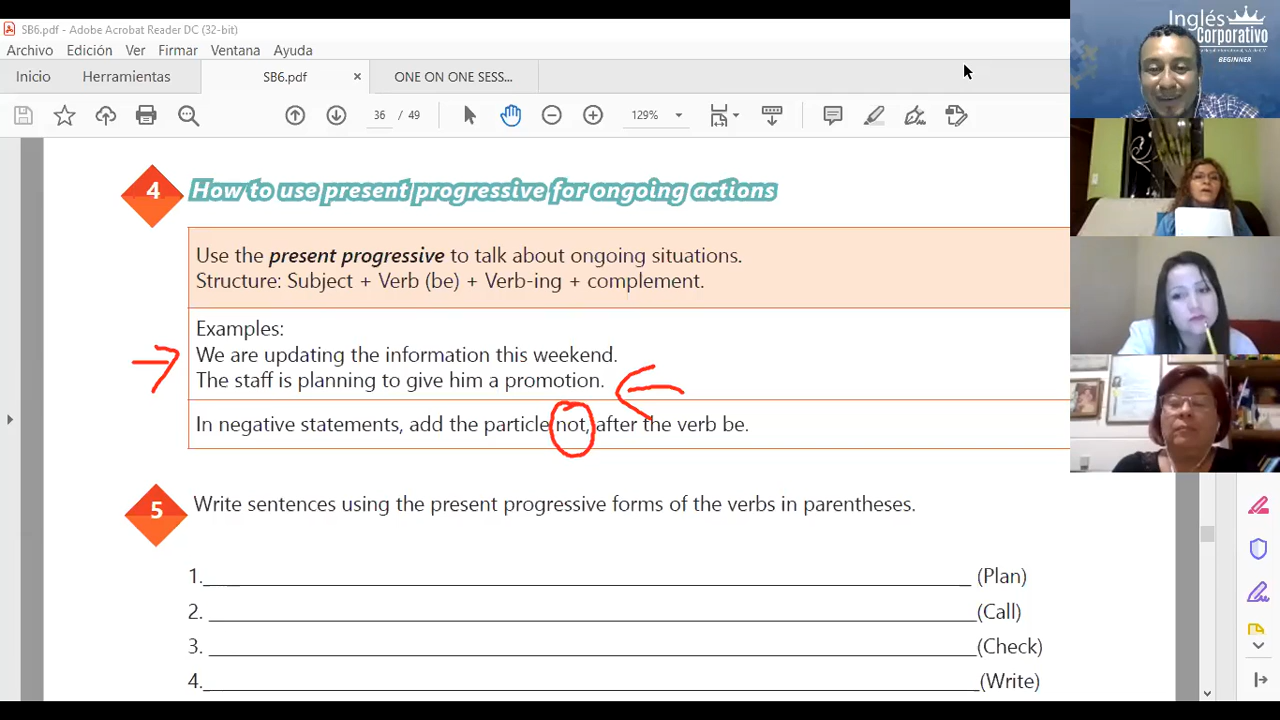 SB6.pdf - Adobe Acrobat Reader DC (32-bit)
Archivo Edición Ver Firmar Ventana Ayuda
Inicio Herramientas SB6.pdf × ONE ON ONE SESS...
36 / 49 129%
Inglés
Corporativo
BEGINNER
4 How to use present progressive for ongoing actions
Use the present progressive to talk about ongoing situations.
Structure: Subject + Verb (be) + Verb-ing + complement.
Examples:
We are updating the information this weekend.
The staff is planning to give him a promotion.
In negative statements, add the particle not, after the verb be.
5 Write sentences using the present progressive forms of the verbs in parentheses.
1.____ (Plan)
2. ____(Call)
3. ____(Check)
4.____(Write)